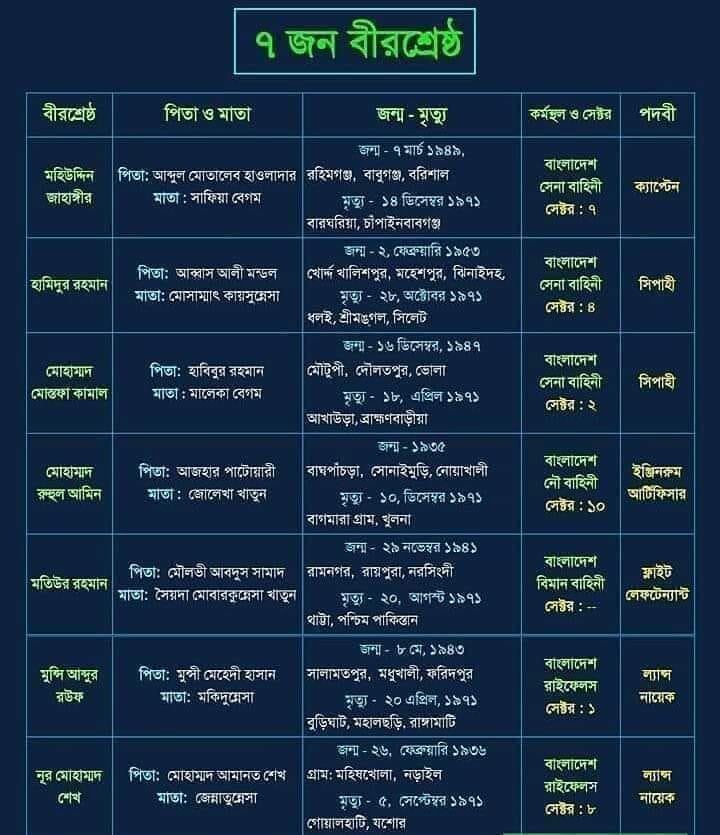 ৭ জন বীরশ্রেষ্ঠ
বীরশ্রেষ্ঠ
পিতা ও মাতা
জন্ম - মৃত্যু
কর্মস্থল ও সেক্টর
পদবী
মহিউদ্দিন
জাহাঙ্গীর
পিতা: আব্দুল মোতালেব হাওলাদার
মাতা : সাফিয়া বেগম
জন্ম - ৭ মার্চ ১৯৪৯,
রহিমগঞ্জ, বাবুগঞ্জ, বরিশাল
মৃত্যু - ১৪ ডিসেম্বর ১৯৭১
বারঘরিয়া, চাঁপাইনবাবগঞ্জ
বাংলাদেশ
সেনা বাহিনী
সেক্টর : ৭
ক্যাপ্টেন
হামিদুর রহমান
পিতা: আব্বাস আলী মন্ডল
মাতা: মোসাম্মাৎ কায়সুন্নেসা
জন্ম - ২, ফেব্রুয়ারি ১৯৫৩
খোর্দ্দ খালিশপুর, মহেশপুর, ঝিনাইদহ,
মৃত্যু - ২৮, অক্টোবর ১৯৭১
ধলই, শ্রীমঙ্গল, সিলেট
বাংলাদেশ
সেনা বাহিনী
সেক্টর : ৪
সিপাহী
মোহাম্মদ
মোস্তফা কামাল
পিতা: হাবিবুর রহমান
মাতা : মালেকা বেগম
জন্ম - ১৬ ডিসেম্বর, ১৯৪৭
মৌটুপী, দৌলতপুর, ভোলা
মৃত্যু - ১৮, এপ্রিল ১৯৭১
আখাউড়া, ব্রাহ্মণবাড়ীয়া
বাংলাদেশ
সেনা বাহিনী
সেক্টর : ২
সিপাহী
মোহাম্মদ
রুহুল আমিন
পিতা: আজহার পাটোয়ারী
মাতা : জোলেখা খাতুন
জন্ম - ১৯৩৫
বাঘপাঁচড়া, সোনাইমুড়ি, নোয়াখালী
মৃত্যু - ১০, ডিসেম্বর ১৯৭১
বাগমারা গ্রাম, খুলনা
বাংলাদেশ
নৌ বাহিনী
সেক্টর : ১০
ইঞ্জিনরুম
আর্টিফিসার
মতিউর রহমান
পিতা: মৌলভী আবদুস সামাদ
মাতা: সৈয়দা মোবারকুন্নেসা খাতুন
জন্ম - ২৯ নভেম্বর ১৯৪১
রামনগর, রায়পুরা, নরসিংদী
মৃত্যু - ২০, আগস্ট ১৯৭১
থাট্টা, পশ্চিম পাকিস্তান
বাংলাদেশ
বিমান বাহিনী
সেক্টর : --
ফ্লাইট
লেফটেন্যান্ট
মুন্সি আব্দুর
রউফ
পিতা: মুন্সী মেহেদী হাসান
মাতা: মকিদুন্নেসা
জন্ম - ৮ মে, ১৯৪৩
সালামতপুর, মধুখালী, ফরিদপুর
মৃত্যু - ২০ এপ্রিল, ১৯৭১
বুড়িঘাট, মহালছড়ি, রাঙ্গামাটি
বাংলাদেশ
রাইফেলস
সেক্টর : ১
ল্যান্স
নায়েক
নূর মোহাম্মদ
শেখ
পিতা: মোহাম্মদ আমানত শেখ
মাতা: জেন্নাতুন্নেসা
জন্ম - ২৬, ফেব্রুয়ারি ১৯৩৬
গ্রাম: মহিষখোলা, নড়াইল
মৃত্যু - ৫, সেপ্টেম্বর ১৯৭১
গোয়ালহাটি, যশোর
বাংলাদেশ
রাইফেলস
সেক্টর : ৮
ল্যান্স
নায়েক